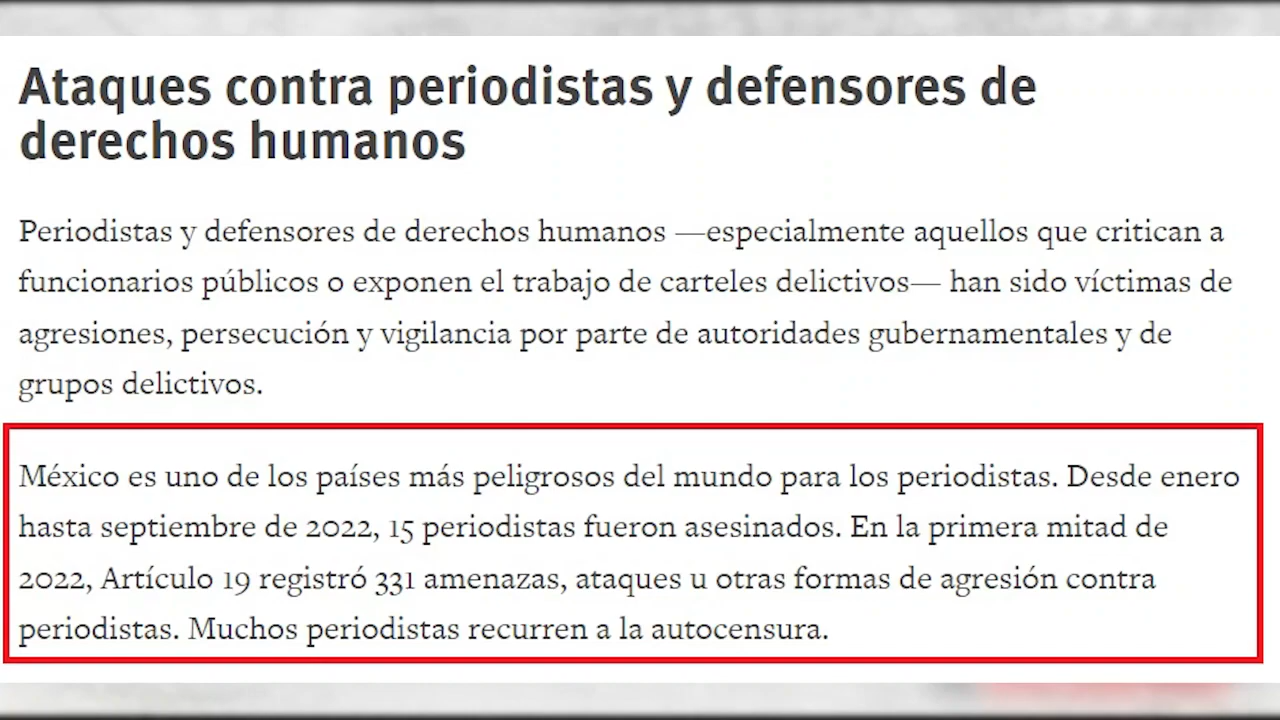 Ataques contra periodistas y defensores de
derechos humanos
Periodistas y defensores de derechos humanos —especialmente aquellos que critican a
funcionarios públicos o exponen el trabajo de carteles delictivos— han sido víctimas de
agresiones, persecución y vigilancia por parte de autoridades gubernamentales y de
grupos delictivos.
México es uno de los países más peligrosos del mundo para los periodistas. Desde enero
hasta septiembre de 2022, 15 periodistas fueron asesinados. En la primera mitad de
2022, Artículo 19 registró 331 amenazas, ataques u otras formas de agresión contra
periodistas. Muchos periodistas recurren a la autocensura.